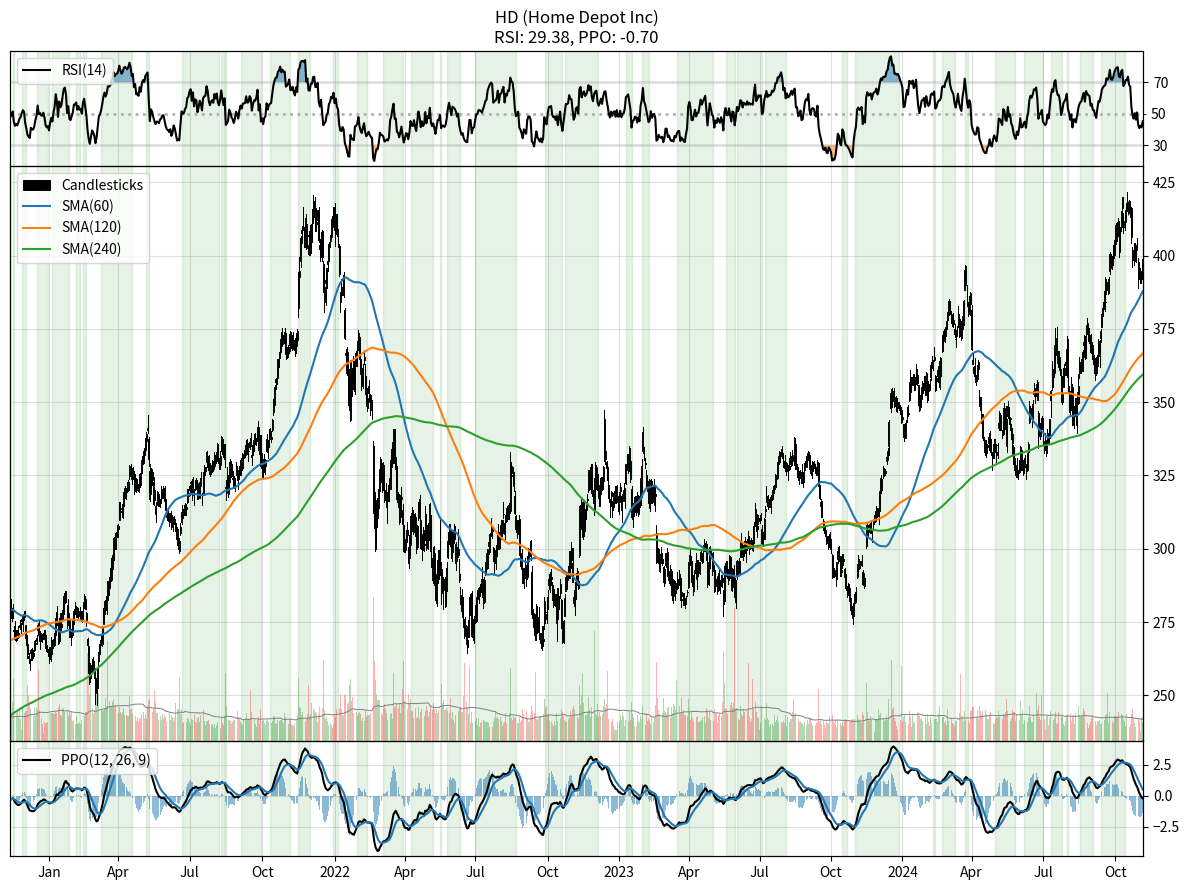 HD (Home Depot Inc)
RSI: 29.38, PPO: -0.70
RSI(14)
70
50
30
Candlesticks
SMA(60)
SMA(120)
SMA(240)
425
400
375
350
325
300
275
250
PPO(12,26,9)
2.5
0.0
−2.5
Jan Apr Jul Oct 2022 Apr Jul Oct 2023 Apr Jul Oct 2024 Apr Jul Oct